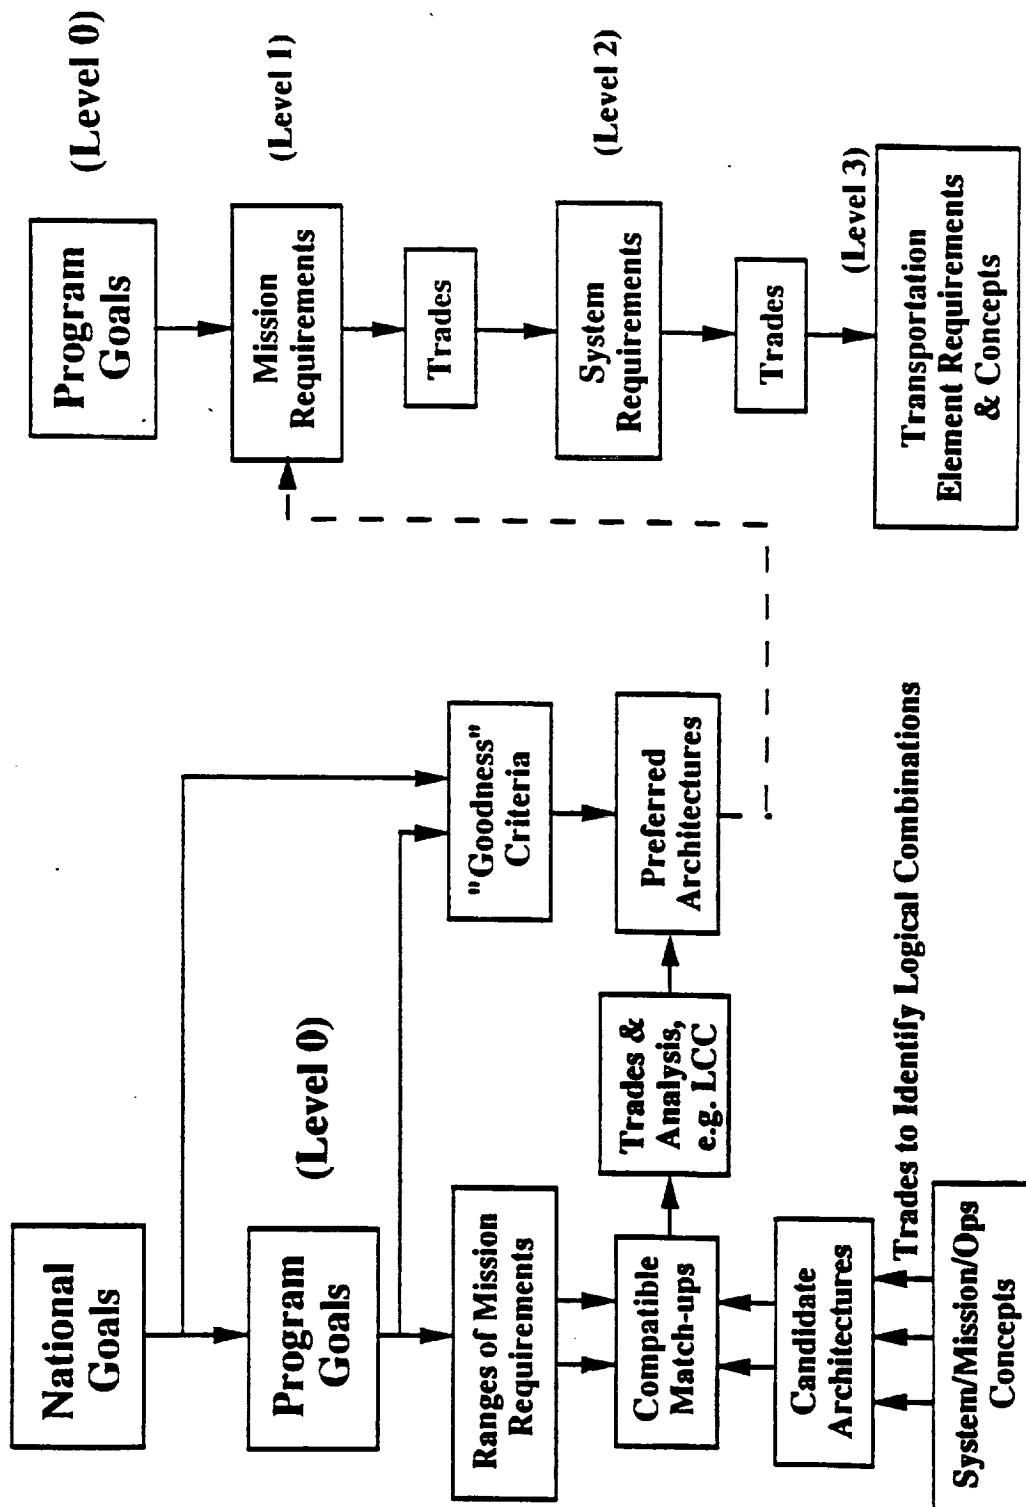 National
Goals
Program
Goals
(Level 0)
Ranges of Mission
Requirements
"Goodness"
Criteria
Compatible
Match-ups
Trades &
Analysis,
e.g. LCC
Preferred
Architectures
Candidate
Architectures
Trades to Identify Logical Combinations
System/Mission/Ops
Concepts
Program
Goals
(Level 0)
Mission
Requirements
(Level 1)
Trades
System
Requirements
(Level 2)
Trades
(Level 3)
Transportation
Element Requirements
& Concepts